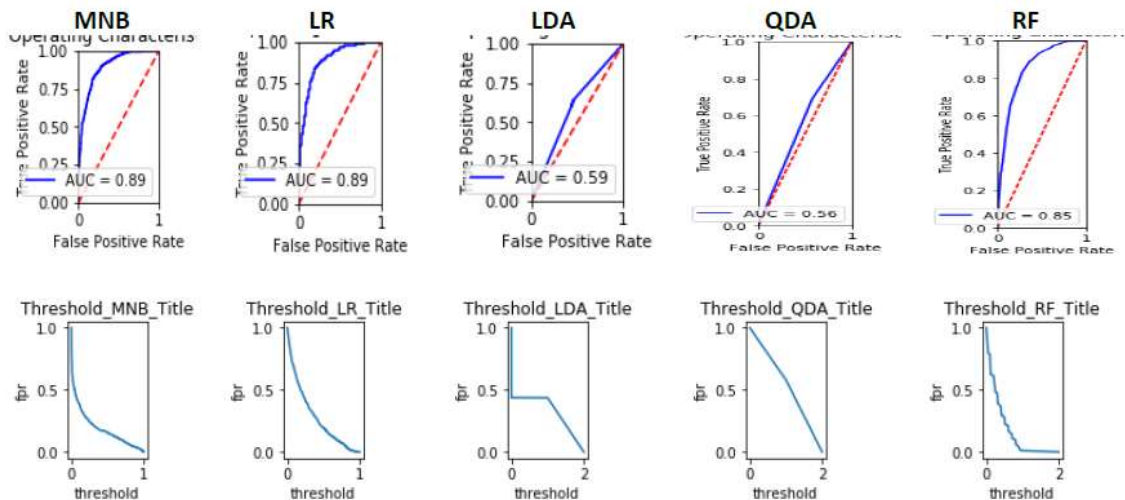 MNB LR LDA QDA RF
Operating Characteris
1.00 1.00 1.00 1.0 1.0
True Positive Rate True Positive Rate True Positive Rate True Positive Rate True Positive Rate
0.8 0.8
0.75 0.75 0.75
0.6 0.6
0.50 0.50 0.50
0.4 0.4
0.25 0.25 0.25
0.2 0.2
AUC = 0.89 AUC = 0.89 AUC = 0.59 AUC = 0.56 AUC = 0.85
0.00 0.00 0.00 0.0 0.0
0 1 0 1 0 1 0 1 0 1
False Positive Rate False Positive Rate False Positive Rate False Positive Rate False Positive Rate
Threshold_MNB_Title Threshold_LR_Title Threshold_LDA_Title Threshold_QDA_Title Threshold_RF_Title
1.0 1.0 1.0 1.0 1.0
fpr fpr fpr fpr fpr
0.5 0.5 0.5 0.5 0.5
0.0 0.0 0.0 0.0 0.0
0 1 0 1 0 2 0 2 0 2
threshold threshold threshold threshold threshold